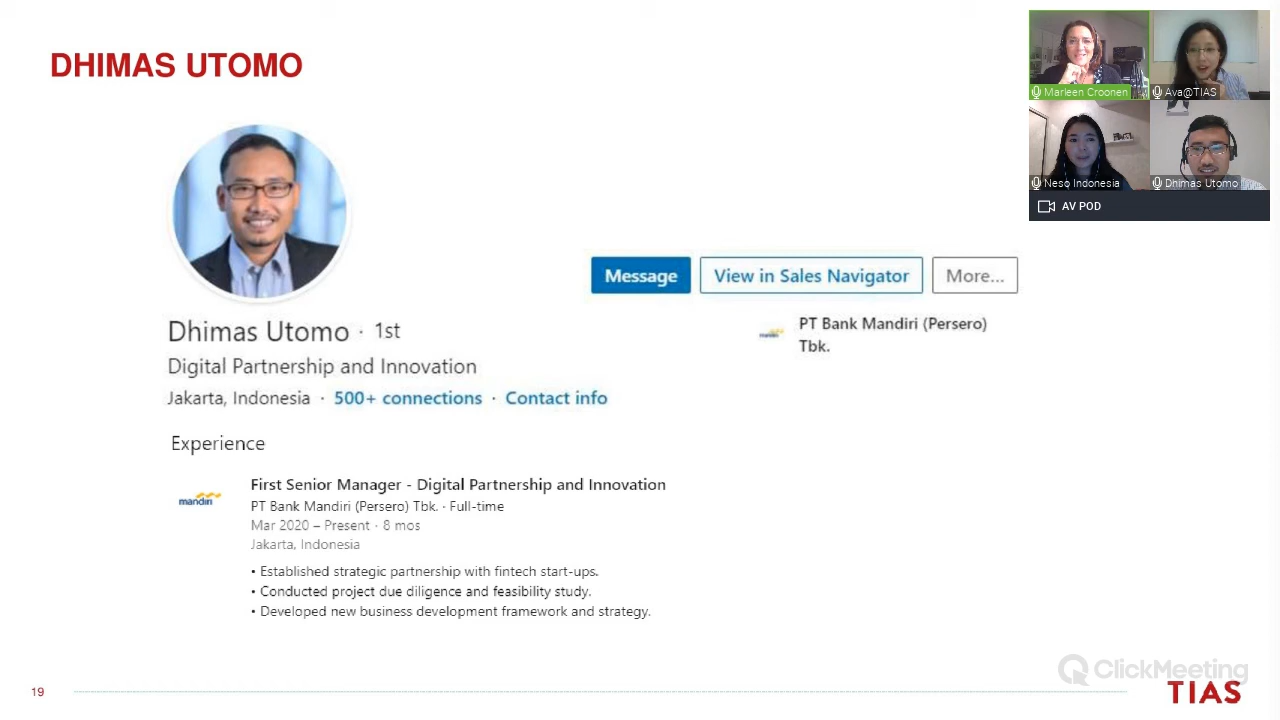 DHIMAS UTOMO
Marleen Croonen
Ava@TIAS
Neso Indonesia
Dhimas Utomo
AV POD
Message
View in Sales Navigator
More...
mandiri
PT Bank Mandiri (Persero)
Tbk.
Dhimas Utomo · 1st
Digital Partnership and Innovation
Jakarta, Indonesia · 500+ connections · Contact info
Experience
mandiri
First Senior Manager - Digital Partnership and Innovation
PT Bank Mandiri (Persero) Tbk. · Full-time
Mar 2020 – Present · 8 mos
Jakarta, Indonesia
• Established strategic partnership with fintech start-ups.
• Conducted project due diligence and feasibility study.
• Developed new business development framework and strategy.
ClickMeeting
19
TIAS